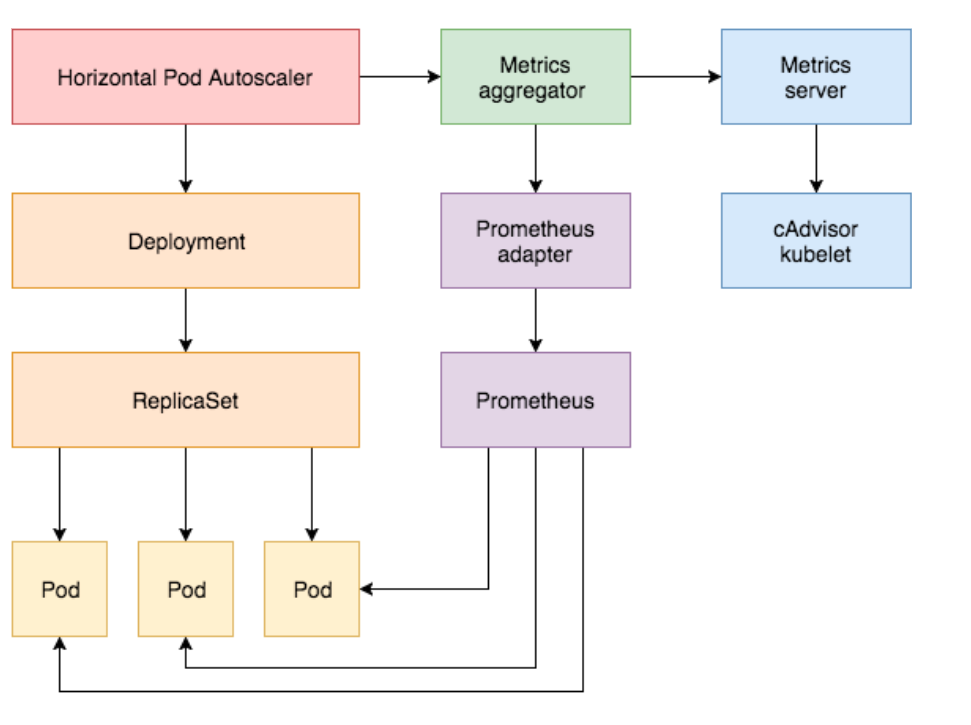 Horizontal Pod Autoscaler
Metrics
aggregator
Metrics
server
Deployment
Prometheus
adapter
cAdvisor
kubelet
ReplicaSet
Prometheus
Pod
Pod
Pod